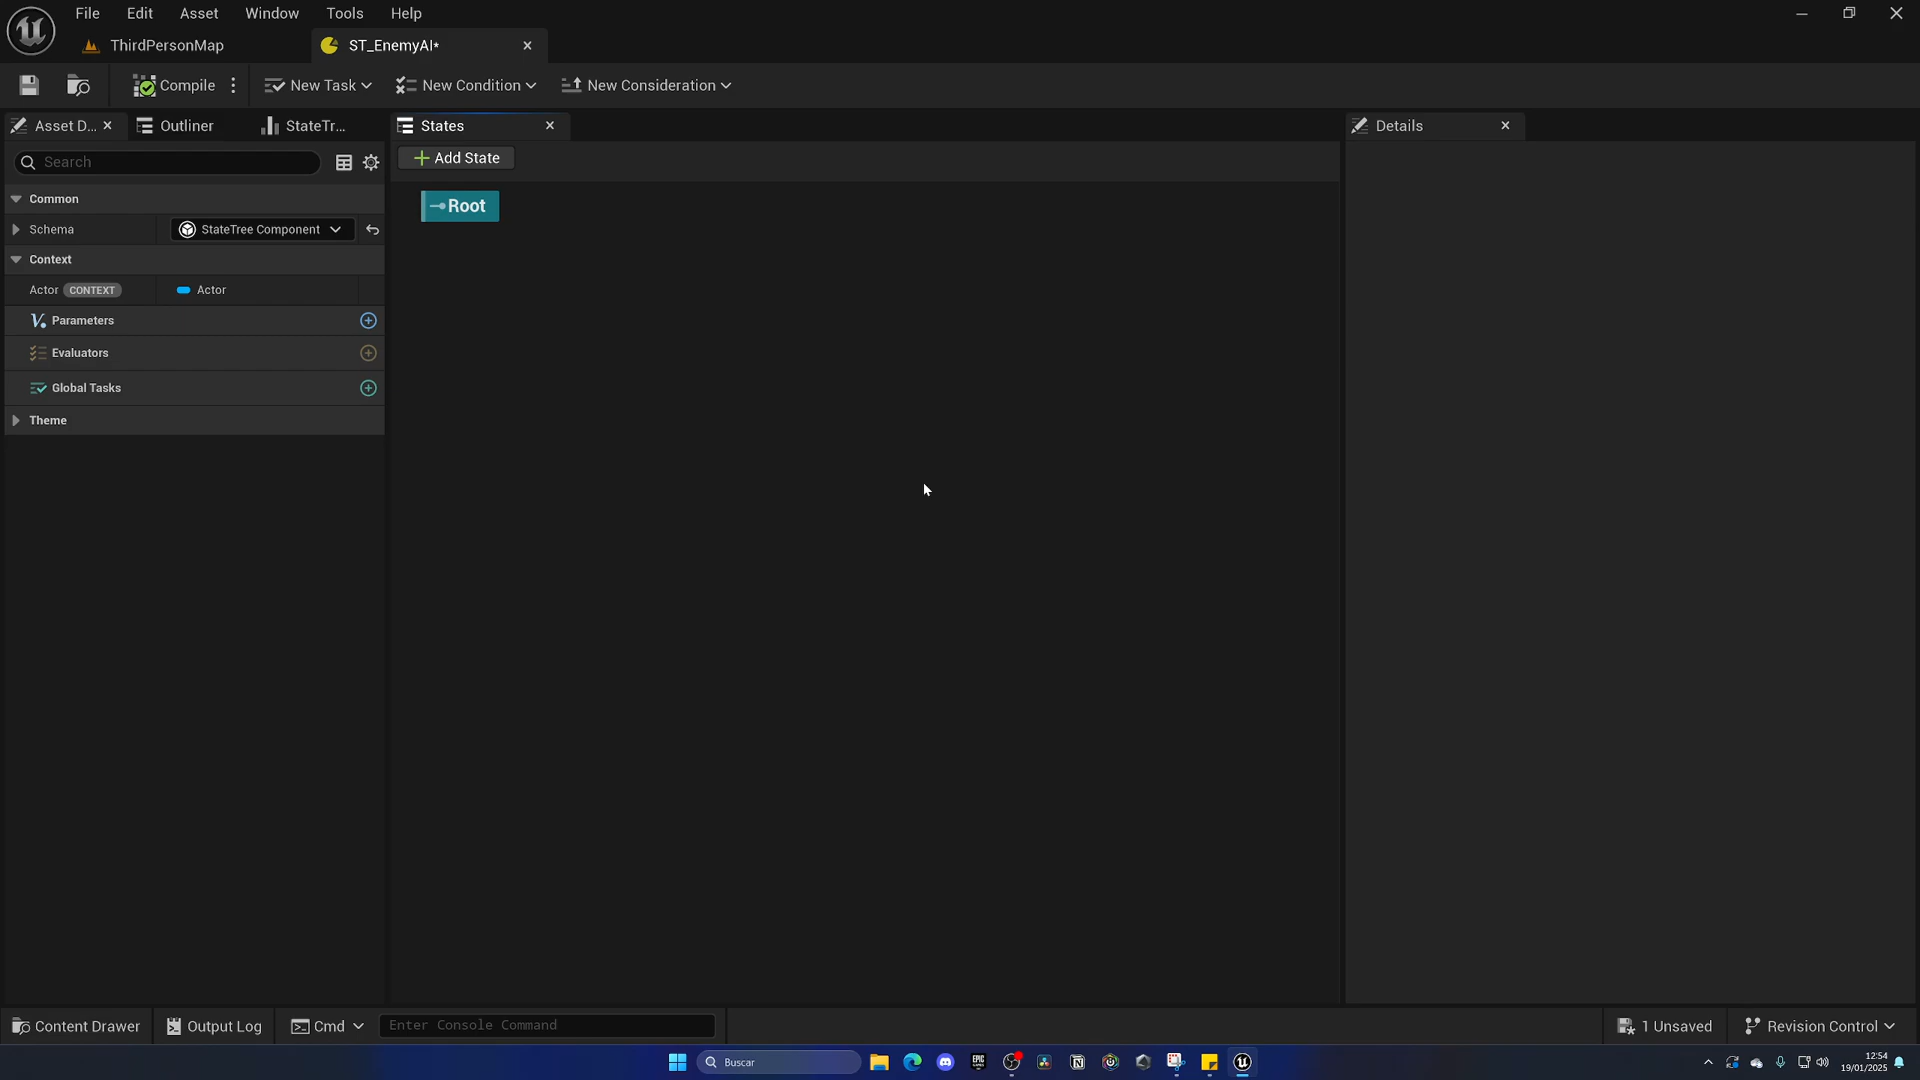 File Edit Asset Window Tools Help
ThirdPersonMap
ST_EnemyAI*
Compile
New Task
New Condition
New Consideration
Asset D...
Outliner
StateTr...
States
Details
Search
Add State
Common
Root
Schema
StateTree Component
Context
Actor CONTEXT
Actor
Parameters
Evaluators
Global Tasks
Theme
Content Drawer
Output Log
Cmd
Enter Console Command
1 Unsaved
Revision Control
Buscar
EPIC
12:54
19/01/2025